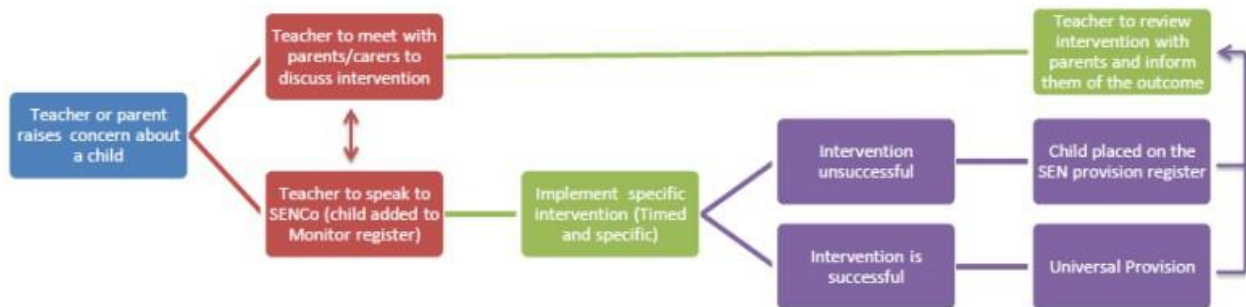 Teacher or parent
raises concern about
a child
Teacher to meet with
parents/carers to
discuss intervention
Teacher to speak to
SENCo (child added to
Monitor register)
Implement specific
intervention (Timed
and specific)
Intervention
unsuccessful
Intervention is
successful
Child placed on the
SEN provision register
Universal Provision
Teacher to review
intervention with
parents and inform
them of the outcome